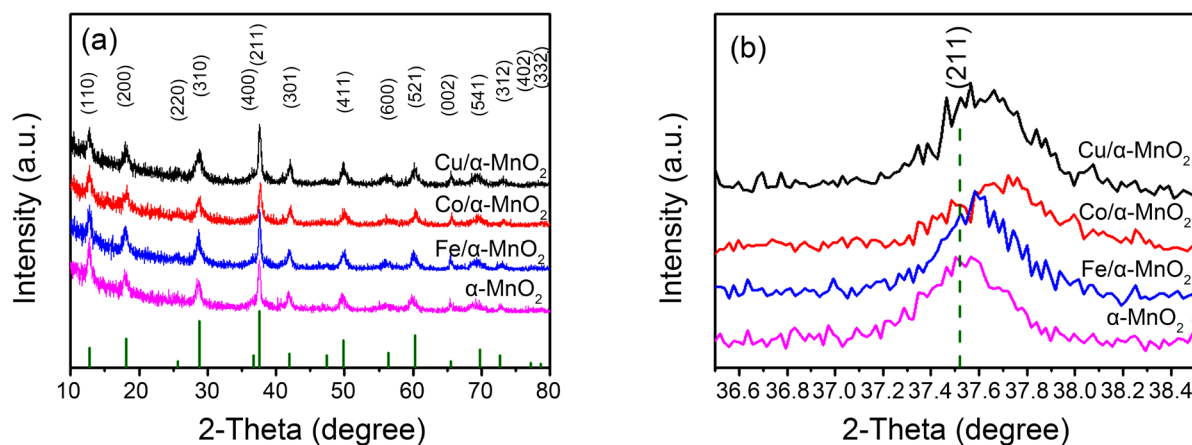 (a)
(110)
(200)
(220)
(310)
(400)
(211)
(301)
(411)
(600)
(521)
(002)
(541)
(312)
(402)
(332)
Cu/α-MnO₂
Co/α-MnO₂
Fe/α-MnO₂
α-MnO₂
Intensity (a.u.)
10 20 30 40 50 60 70 80
2-Theta (degree)
(b)
(211)
Cu/α-MnO₂
Co/α-MnO₂
Fe/α-MnO₂
α-MnO₂
Intensity (a.u.)
36.6 36.8 37.0 37.2 37.4 37.6 37.8 38.0 38.2 38.4
2-Theta (degree)